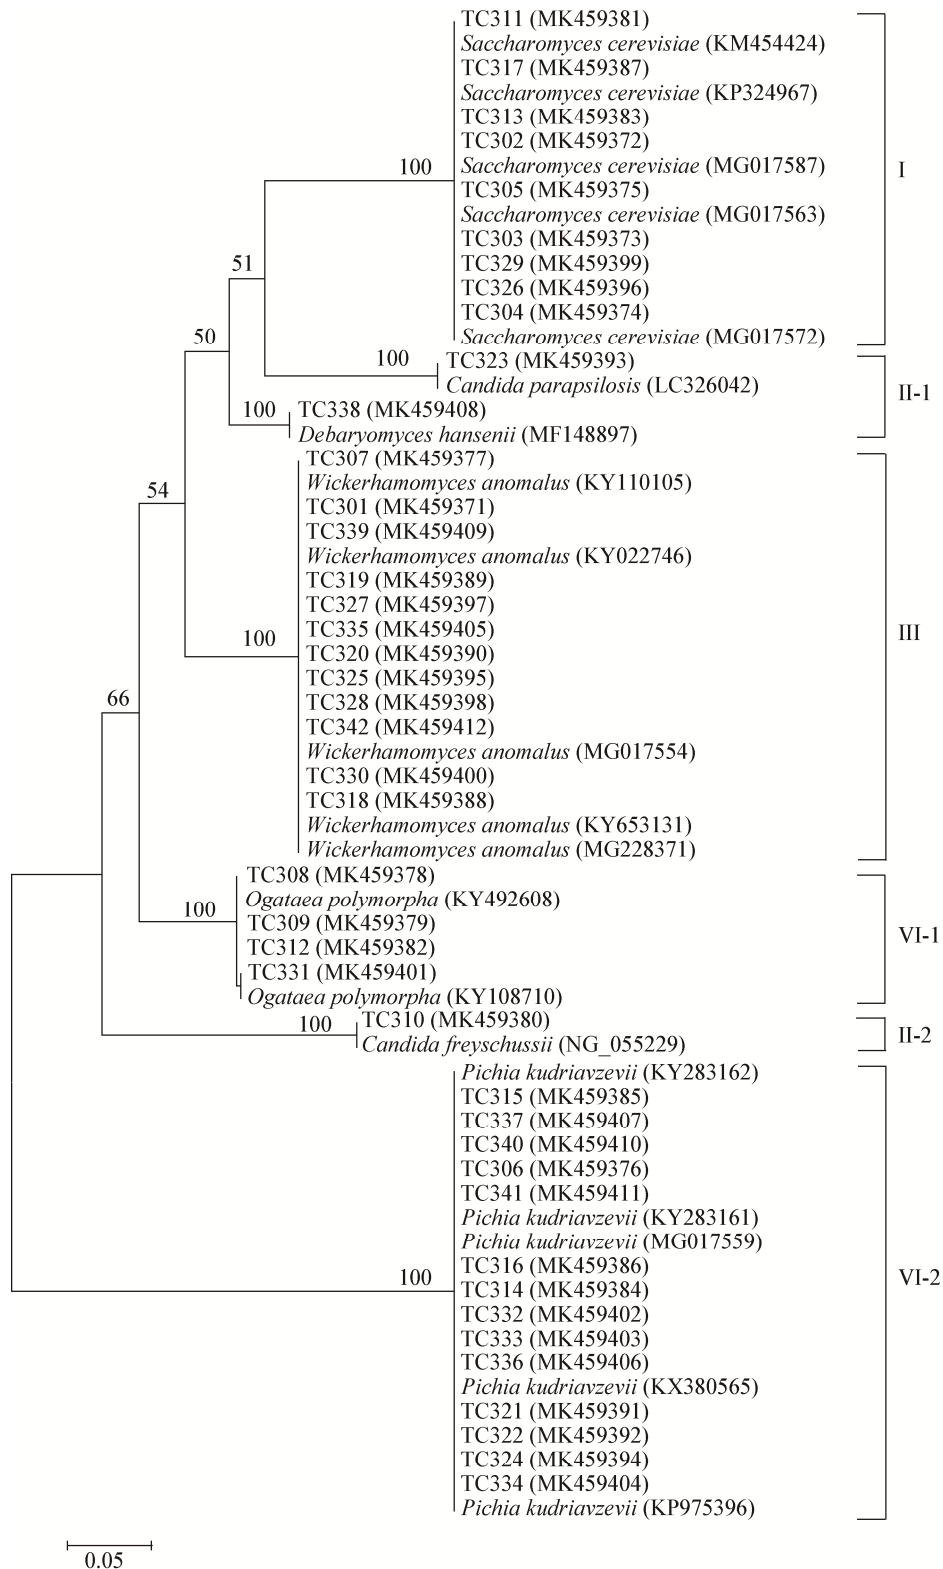 TC311 (MK459381)
Saccharomyces cerevisiae (KM454424)
TC317 (MK459387)
Saccharomyces cerevisiae (KP324967)
TC313 (MK459383)
TC302 (MK459372)
Saccharomyces cerevisiae (MG017587)
100
I
TC305 (MK459375)
Saccharomyces cerevisiae (MG017563)
TC303 (MK459373)
TC329 (MK459399)
51
TC326 (MK459396)
TC304 (MK459374)
Saccharomyces cerevisiae (MG017572)
50
TC323 (MK459393)
100
Candida parapsilosis (LC326042)
II-1
TC338 (MK459408)
100
Debaryomyces hansenii (MF148897)
TC307 (MK459377)
Wickerhamomyces anomalus (KY110105)
54
TC301 (MK459371)
TC339 (MK459409)
Wickerhamomyces anomalus (KY022746)
TC319 (MK459389)
TC327 (MK459397)
TC335 (MK459405)
III
100
TC320 (MK459390)
TC325 (MK459395)
TC328 (MK459398)
66
TC342 (MK459412)
Wickerhamomyces anomalus (MG017554)
TC330 (MK459400)
TC318 (MK459388)
Wickerhamomyces anomalus (KY653131)
Wickerhamomyces anomalus (MG228371)
TC308 (MK459378)
Ogataea polymorpha (KY492608)
100
TC309 (MK459379)
VI-1
TC312 (MK459382)
TC331 (MK459401)
Ogataea polymorpha (KY108710)
TC310 (MK459380)
100
II-2
Candida freyschussii (NG_055229)
Pichia kudriavzevii (KY283162)
TC315 (MK459385)
TC337 (MK459407)
TC340 (MK459410)
TC306 (MK459376)
TC341 (MK459411)
Pichia kudriavzevii (KY283161)
Pichia kudriavzevii (MG017559)
TC316 (MK459386)
100
VI-2
TC314 (MK459384)
TC332 (MK459402)
TC333 (MK459403)
TC336 (MK459406)
Pichia kudriavzevii (KX380565)
TC321 (MK459391)
TC322 (MK459392)
TC324 (MK459394)
TC334 (MK459404)
Pichia kudriavzevii (KP975396)
0.05